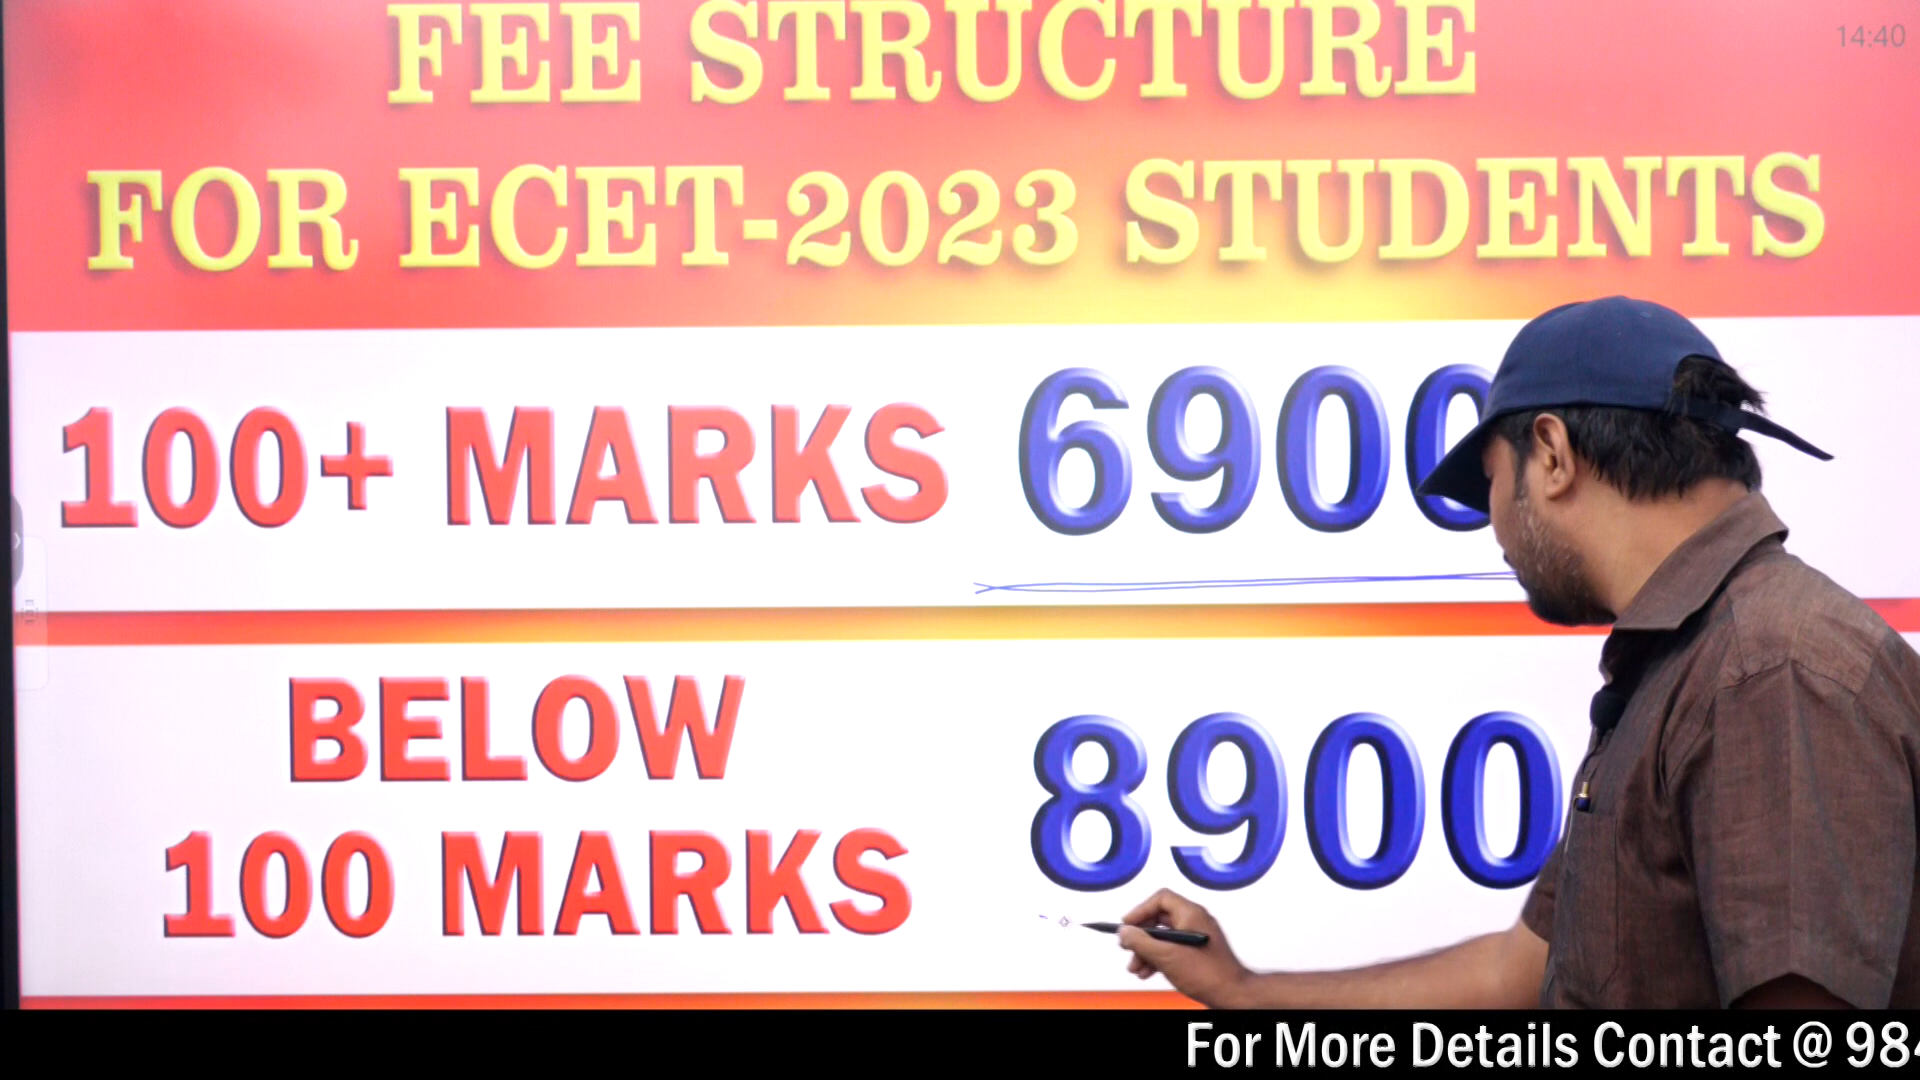 FEE STRUCTURE
14:40
FOR ECET-2023 STUDENTS
100+ MARKS 6900
BELOW
100 MARKS 8900
For More Details Contact @ 984